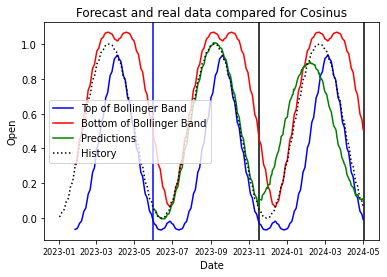 Forecast and real data compared for Cosinus
Open
1.0
0.8
0.6
0.4
0.2
0.0
Top of Bollinger Band
Bottom of Bollinger Band
Predictions
History
2023-01 2023-03 2023-05 2023-07 2023-09 2023-11 2024-01 2024-03 2024-05
Date